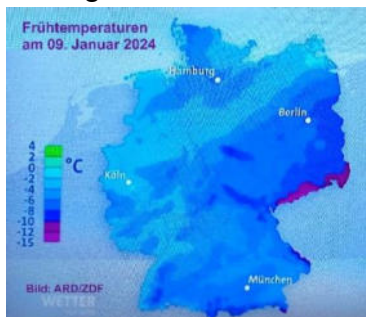 Frühtemperaturen
am 09. Januar 2024
Hamburg
Berlin
Köln
München
4
2
0
-2
-4
-6
-8
-10
-12
-15
°C
Bild: ARD/ZDF
WETTER